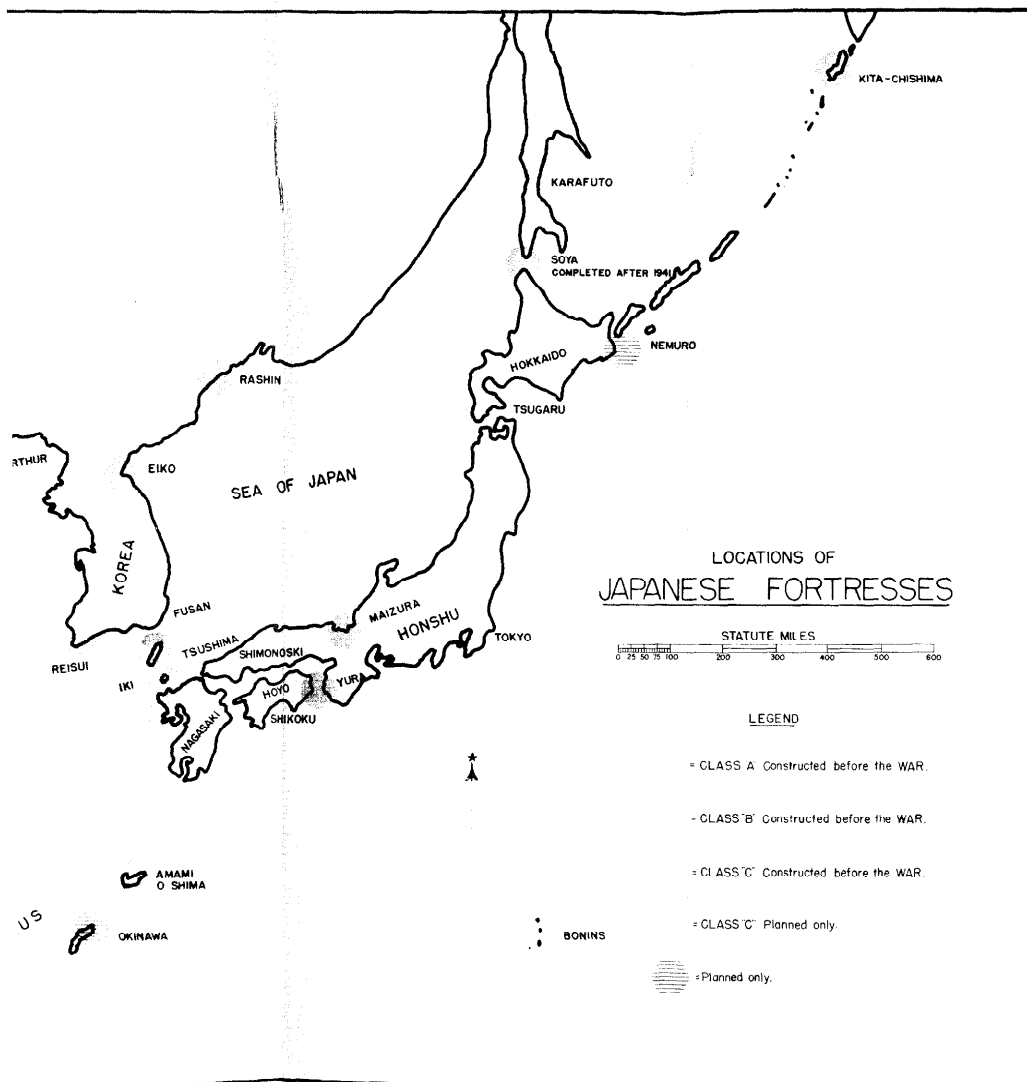 KITA-CHISHIMA
KARAFUTO
SOYA
COMPLETED AFTER 1941
NEMURO
HOKKAIDO
RASHIN
TSUGARU
RTHUR
EIKO
SEA OF JAPAN
KOREA
FUSAN
MAIZURA
HONSHU
TOKYO
TSUSHIMA
SHIMONOSKI
REISUI
IKI
HOYO
YURA
SHIKOKU
NAGASAKI
LOCATIONS OF
JAPANESE FORTRESSES
STATUTE MILES
0 25 50 75 100 200 300 400 500 600
LEGEND
= CLASS "A" Constructed before the WAR.
= CLASS "B" Constructed before the WAR.
= CLASS "C" Constructed before the WAR.
= CLASS "C" Planned only.
= Planned only.
AMAMI
O SHIMA
US
OKINAWA
BONINS